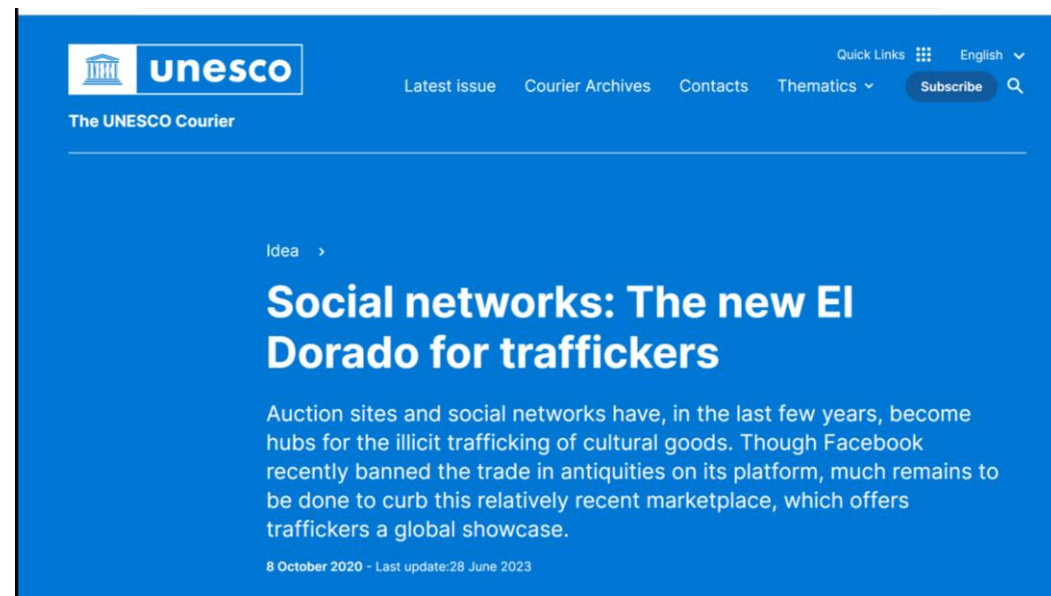 unesco
The UNESCO Courier
Quick Links
English
Latest issue
Courier Archives
Contacts
Thematics
Subscribe
Idea >
Social networks: The new El
Dorado for traffickers
Auction sites and social networks have, in the last few years, become
hubs for the illicit trafficking of cultural goods. Though Facebook
recently banned the trade in antiquities on its platform, much remains to
be done to curb this relatively recent marketplace, which offers
traffickers a global showcase.
8 October 2020 - Last update:28 June 2023